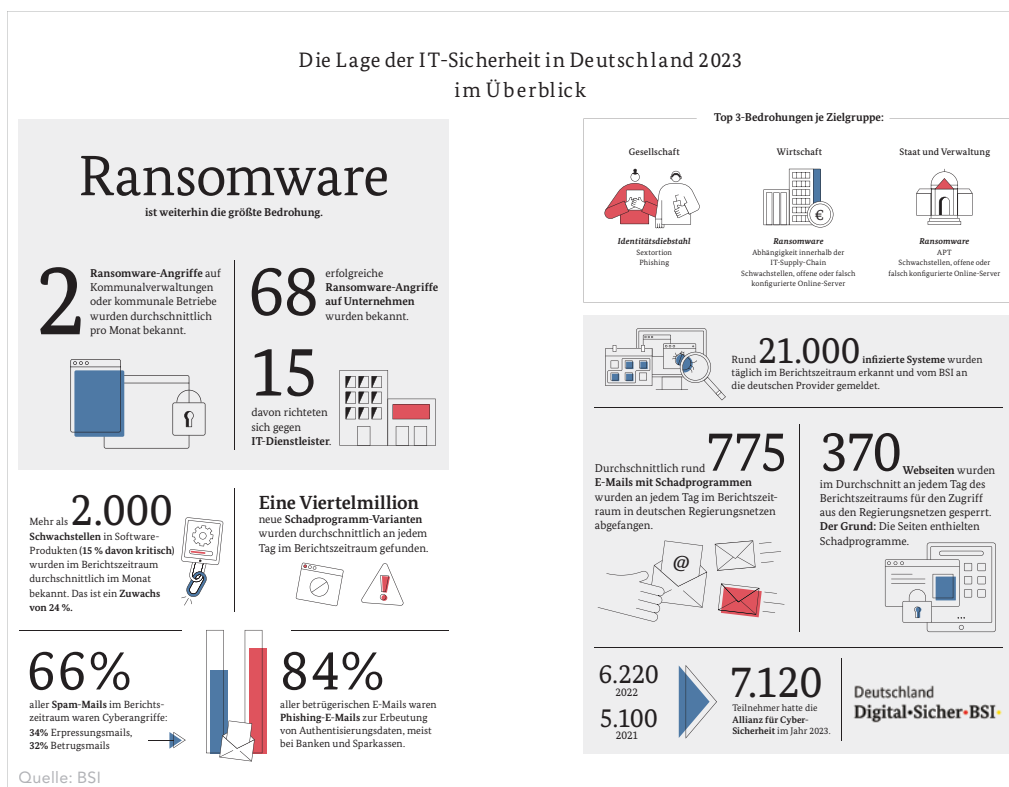 Die Lage der IT-Sicherheit in Deutschland 2023
im Überblick
Ransomware
ist weiterhin die größte Bedrohung.
2
Ransomware-Angriffe auf
Kommunalverwaltungen
oder kommunale Betriebe
wurden durchschnittlich
pro Monat bekannt.
68
erfolgreiche
Ransomware-Angriffe
auf Unternehmen
wurden bekannt.
15
davon richteten
sich gegen
IT-Dienstleister.
Mehr als 2.000
Schwachstellen in Software-
Produkten (15 % davon kritisch)
wurden im Berichtszeitraum
durchschnittlich im Monat
bekannt. Das ist ein Zuwachs
von 24 %.
Eine Viertelmillion
neue Schadprogramm-Varianten
wurden durchschnittlich an jedem
Tag im Berichtszeitraum gefunden.
66%
aller Spam-Mails im Berichts-
zeitraum waren Cyberangriffe:
34% Erpressungsmails,
32% Betrugsmails
84%
aller betrügerischen E-Mails waren
Phishing-E-Mails zur Erbeutung
von Authentisierungsdaten, meist
bei Banken und Sparkassen.
Quelle: BSI
Top 3-Bedrohungen je Zielgruppe:
Gesellschaft
Identitätsdiebstahl
Sextortion
Phishing
Wirtschaft
€
Ransomware
Abhängigkeit innerhalb der
IT-Supply-Chain
Schwachstellen, offene oder falsch
konfigurierte Online-Server
Staat und Verwaltung
Ransomware
APT
Schwachstellen, offene oder
falsch konfigurierte Online-Server
Rund 21.000 infizierte Systeme wurden
täglich im Berichtszeitraum erkannt und vom BSI an
die deutschen Provider gemeldet.
Durchschnittlich rund 775
E-Mails mit Schadprogrammen
wurden an jedem Tag im Berichtszeit-
raum in deutschen Regierungsnetzen
abgefangen.
@
370 Webseiten wurden
im Durchschnitt an jedem Tag des
Berichtszeitraums für den Zugriff
aus den Regierungsnetzen gesperrt.
Der Grund: Die Seiten enthielten
Schadprogramme.
6.220
2022
5.100
2021
7.120
Teilnehmer hatte die
Allianz für Cyber-
Sicherheit im Jahr 2023.
Deutschland
Digital•Sicher•BSI•